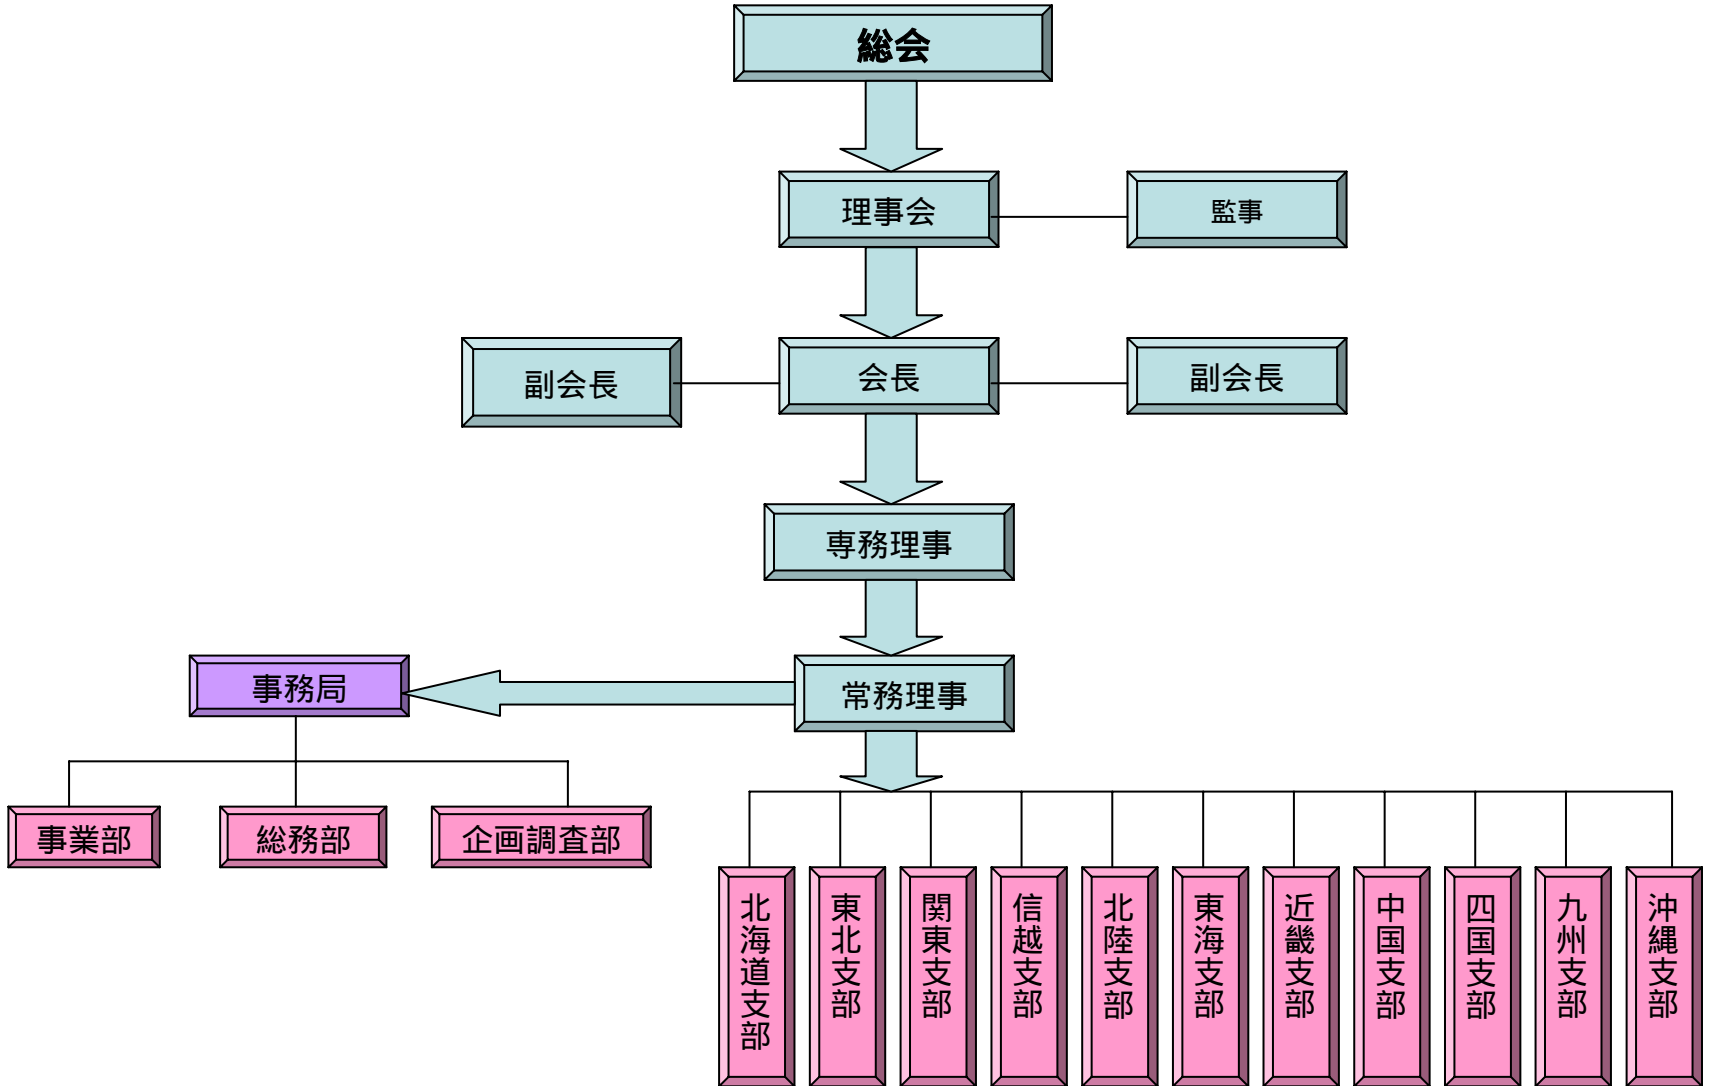 総会
理事会
監事
副会長
会長
副会長
専務理事
事務局
常務理事
事業部
総務部
企画調査部
北海道支部
東北支部
関東支部
信越支部
北陸支部
東海支部
近畿支部
中国支部
四国支部
九州支部
沖縄支部